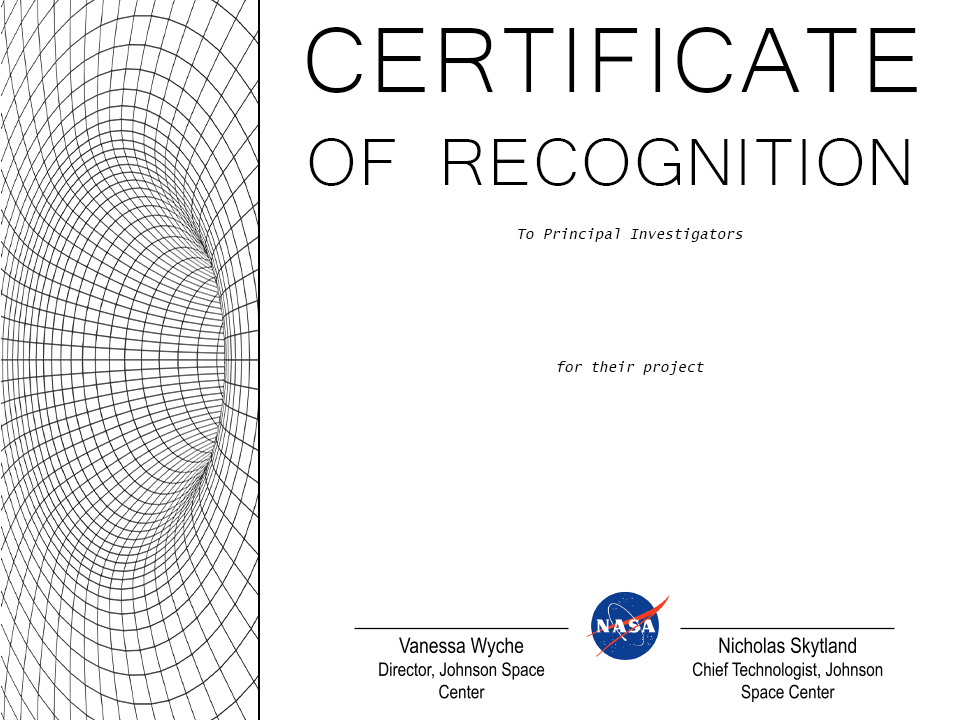 CERTIFICATE
OF RECOGNITION
To Principal Investigators
for their project
NASA
Vanessa Wyche
Director, Johnson Space
Center
Nicholas Skytland
Chief Technologist, Johnson
Space Center